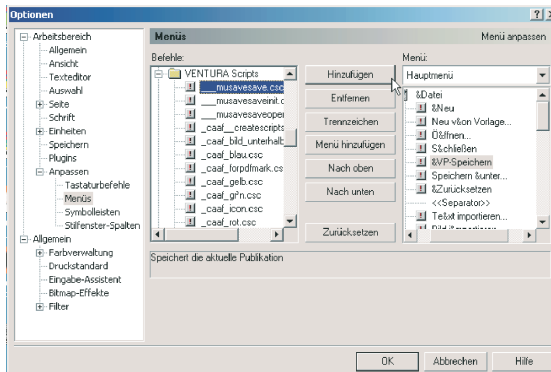 Optionen
Arbeitsbereich
Allgemein
Ansicht
Texteditor
Auswahl
Seite
Schrift
Einheiten
Speichern
Plugins
Anpassen
Tastaturbefehle
Menüs
Symbolleisten
Stilfenster-Spalten
Allgemein
Farbverwaltung
Druckstandard
Eingabe-Assistent
Bitmap-Effekte
Filter
Menüs
Menü anpassen
Befehle:
VENTURA Scripts
___musavesave.csc
___musavesaveinit.c
___musavesaveoper
_caaf__createscripts
_caaf_bild_unterhalb
_caaf_blau.csc
_caaf_forpdfmark.cs
_caaf_gelb.csc
_caaf_icon.csc
_caaf_rot.csc
Hinzufügen
Entfernen
Trennzeichen
Menü hinzufügen
Nach oben
Nach unten
Zurücksetzen
Menü:
Hauptmenü
&Datei
&Neu
Neu v&on Vorlage...
Ö&ffnen...
S&chließen
&VP-Speichern
Speichern &unter...
&Zurücksetzen
<<Separator>>
Te&xt importieren...
Speichert die aktuelle Publikation
OK
Abbrechen
Hilfe